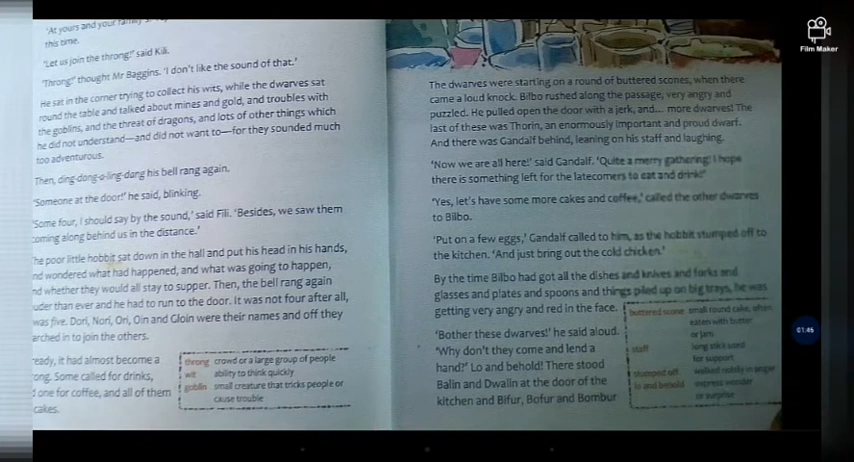 'At yours and your family's
this time.
'Let us join the throng!' said Kili.
'Throng!' thought Mr Baggins. 'I don't like the sound of that.'
He sat in the corner trying to collect his wits, while the dwarves sat
round the table and talked about mines and gold, and troubles with
the goblins, and the threat of dragons, and lots of other things which
he did not understand—and did not want to—for they sounded much
too adventurous.
Then, ding-dong-a-ling-dang his bell rang again.
'Someone at the door!' he said, blinking.
'Some four, I should say by the sound,' said Fili. 'Besides, we saw them
coming along behind us in the distance.'
he poor little hobbit sat down in the hall and put his head in his hands,
nd wondered what had happened, and what was going to happen,
nd whether they would all stay to supper. Then, the bell rang again
uder than ever and he had to run to the door. It was not four after all,
was five. Dori, Nori, Ori, Oin and Gloin were their names and off they
arched in to join the others.
eady, it had almost become a
ong. Some called for drinks,
d one for coffee, and all of them
cakes.
throng crowd or a large group of people
wit ability to think quickly
goblin small creature that tricks people or
cause trouble
The dwarves were starting on a round of buttered scones, when there
came a loud knock. Bilbo rushed along the passage, very angry and
puzzled. He pulled open the door with a jerk, and... more dwarves! The
last of these was Thorin, an enormously important and proud dwarf.
And there was Gandalf behind, leaning on his staff and laughing.
'Now we are all here!' said Gandalf. 'Quite a merry gathering! I hope
there is something left for the latecomers to eat and drink!'
'Yes, let's have some more cakes and coffee,' called the other dwarves
to Bilbo.
'Put on a few eggs,' Gandalf called to him, as the hobbit stumped off to
the kitchen. 'And just bring out the cold chicken.'
By the time Bilbo had got all the dishes and knives and forks and
glasses and plates and spoons and things piled up on big trays, he was
getting very angry and red in the face.
'Bother these dwarves!' he said aloud.
'Why don't they come and lend a
hand?' Lo and behold! There stood
Balin and Dwalin at the door of the
kitchen and Bifur, Bofur and Bombur
buttered scone small round cake, often
eaten with butter
or jam
staff long stick used
for support
stumped off walked noisily in anger
lo and behold express wonder
or surprise
Film Maker
01:45